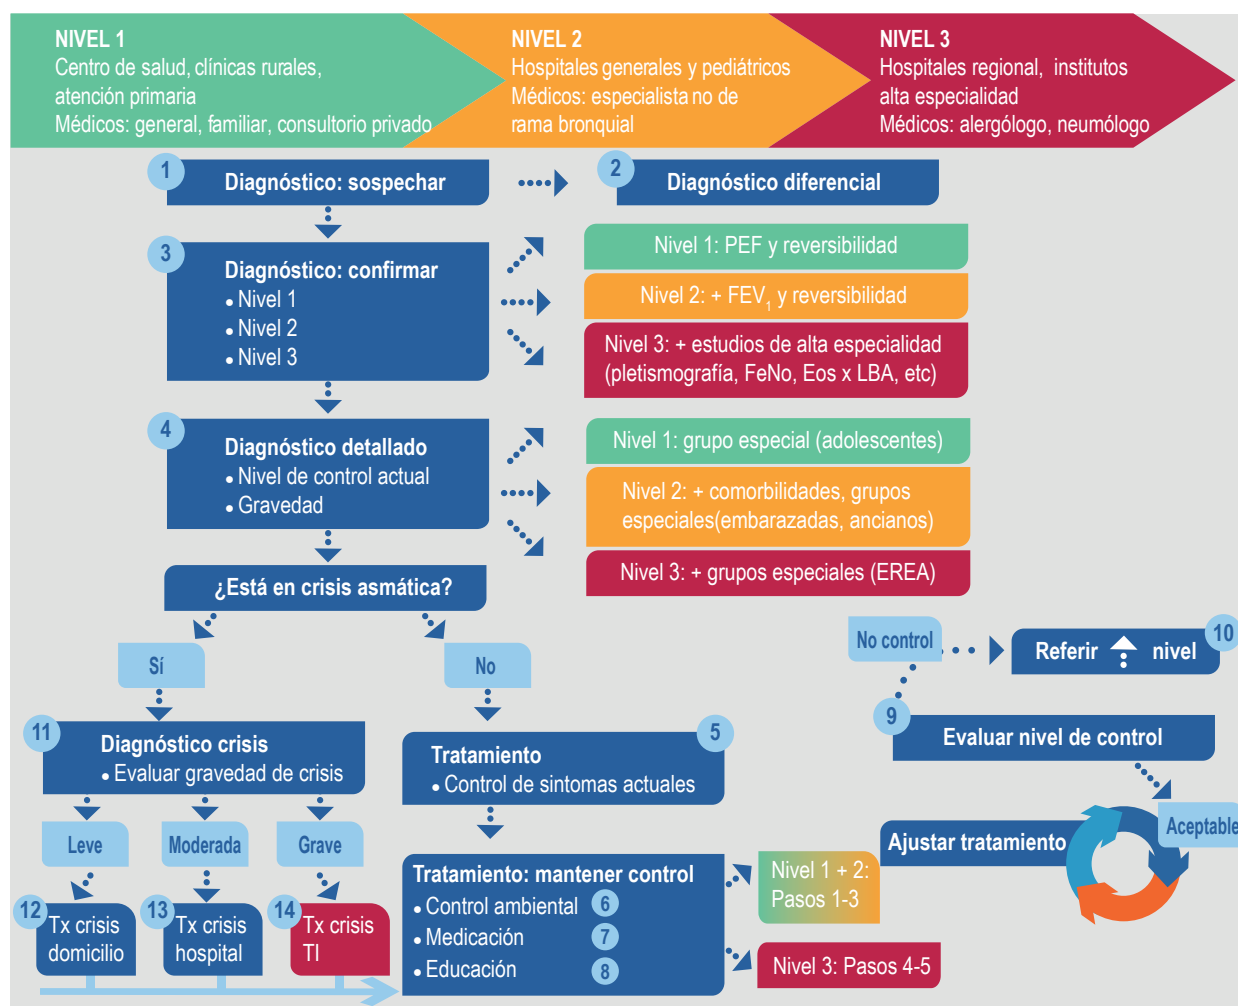 NIVEL 1
Centro de salud, clínicas rurales,
atención primaria
Médicos: general, familiar, consultorio privado
NIVEL 2
Hospitales generales y pediátricos
Médicos: especialista no de
rama bronquial
NIVEL 3
Hospitales regional, institutos
alta especialidad
Médicos: alergólogo, neumólogo
1
Diagnóstico: sospechar
2
Diagnóstico diferencial
3
Diagnóstico: confirmar
• Nivel 1
• Nivel 2
• Nivel 3
Nivel 1: PEF y reversibilidad
Nivel 2: + FEV1 y reversibilidad
Nivel 3: + estudios de alta especialidad
(pletismografía, FeNo, Eos x LBA, etc)
4
Diagnóstico detallado
• Nivel de control actual
• Gravedad
Nivel 1: grupo especial (adolescentes)
Nivel 2: + comorbilidades, grupos
especiales(embarazadas, ancianos)
Nivel 3: + grupos especiales (EREA)
¿Está en crisis asmática?
Sí
No
11
Diagnóstico crisis
• Evaluar gravedad de crisis
Leve
Moderada
Grave
12
Tx crisis
domicilio
13
Tx crisis
hospital
14
Tx crisis
TI
5
Tratamiento
• Control de sintomas actuales
Tratamiento: mantener control
• Control ambiental 6
• Medicación 7
• Educación 8
Nivel 1 + 2:
Pasos 1-3
Nivel 3: Pasos 4-5
No control
10
Referir nivel
9
Evaluar nivel de control
Aceptable
Ajustar tratamiento